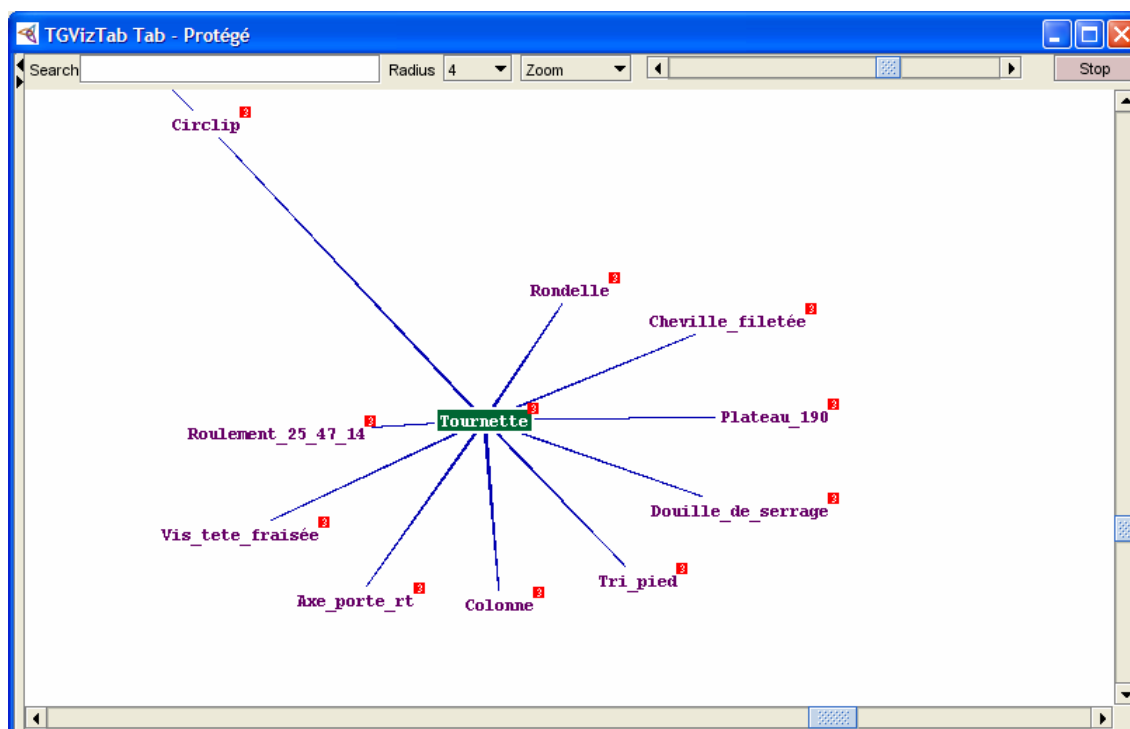 TGVizTab Tab - Protégé
Search Radius 4 Zoom Stop
Circlip
Rondelle
Cheville_filetée
Tournette
Plateau_190
Roulement_25_47_14
Douille_de_serrage
Vis_tete_fraisée
Tri_pied
Axe_porte_rt
Colonne